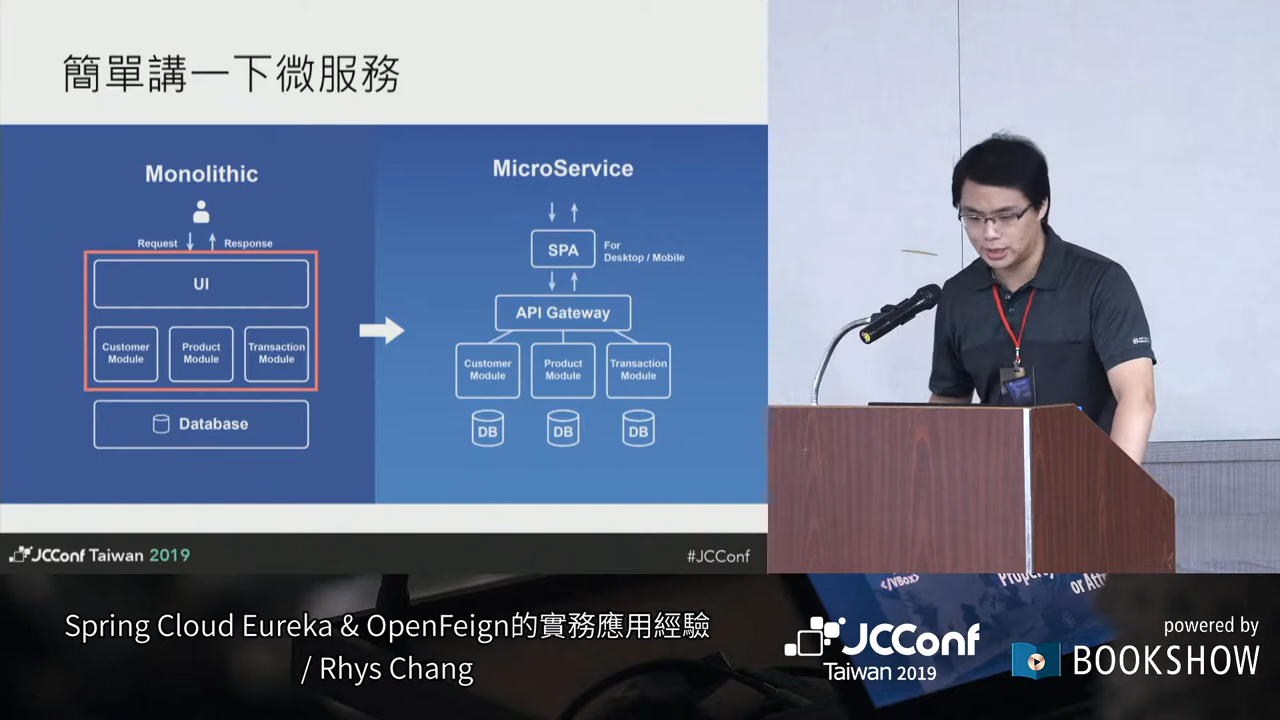 簡單講一下微服務
Monolithic
Request
Response
UI
Customer
Module
Product
Module
Transaction
Module
Database
MicroService
SPA
For
Desktop / Mobile
API Gateway
Customer
Module
Product
Module
Transaction
Module
DB
DB
DB
JCConf Taiwan 2019
#JCConf
</VBox>
Spring Cloud Eureka & OpenFeign的實務應用經驗
/ Rhys Chang
JCConf
Taiwan 2019
powered by
BOOKSHOW